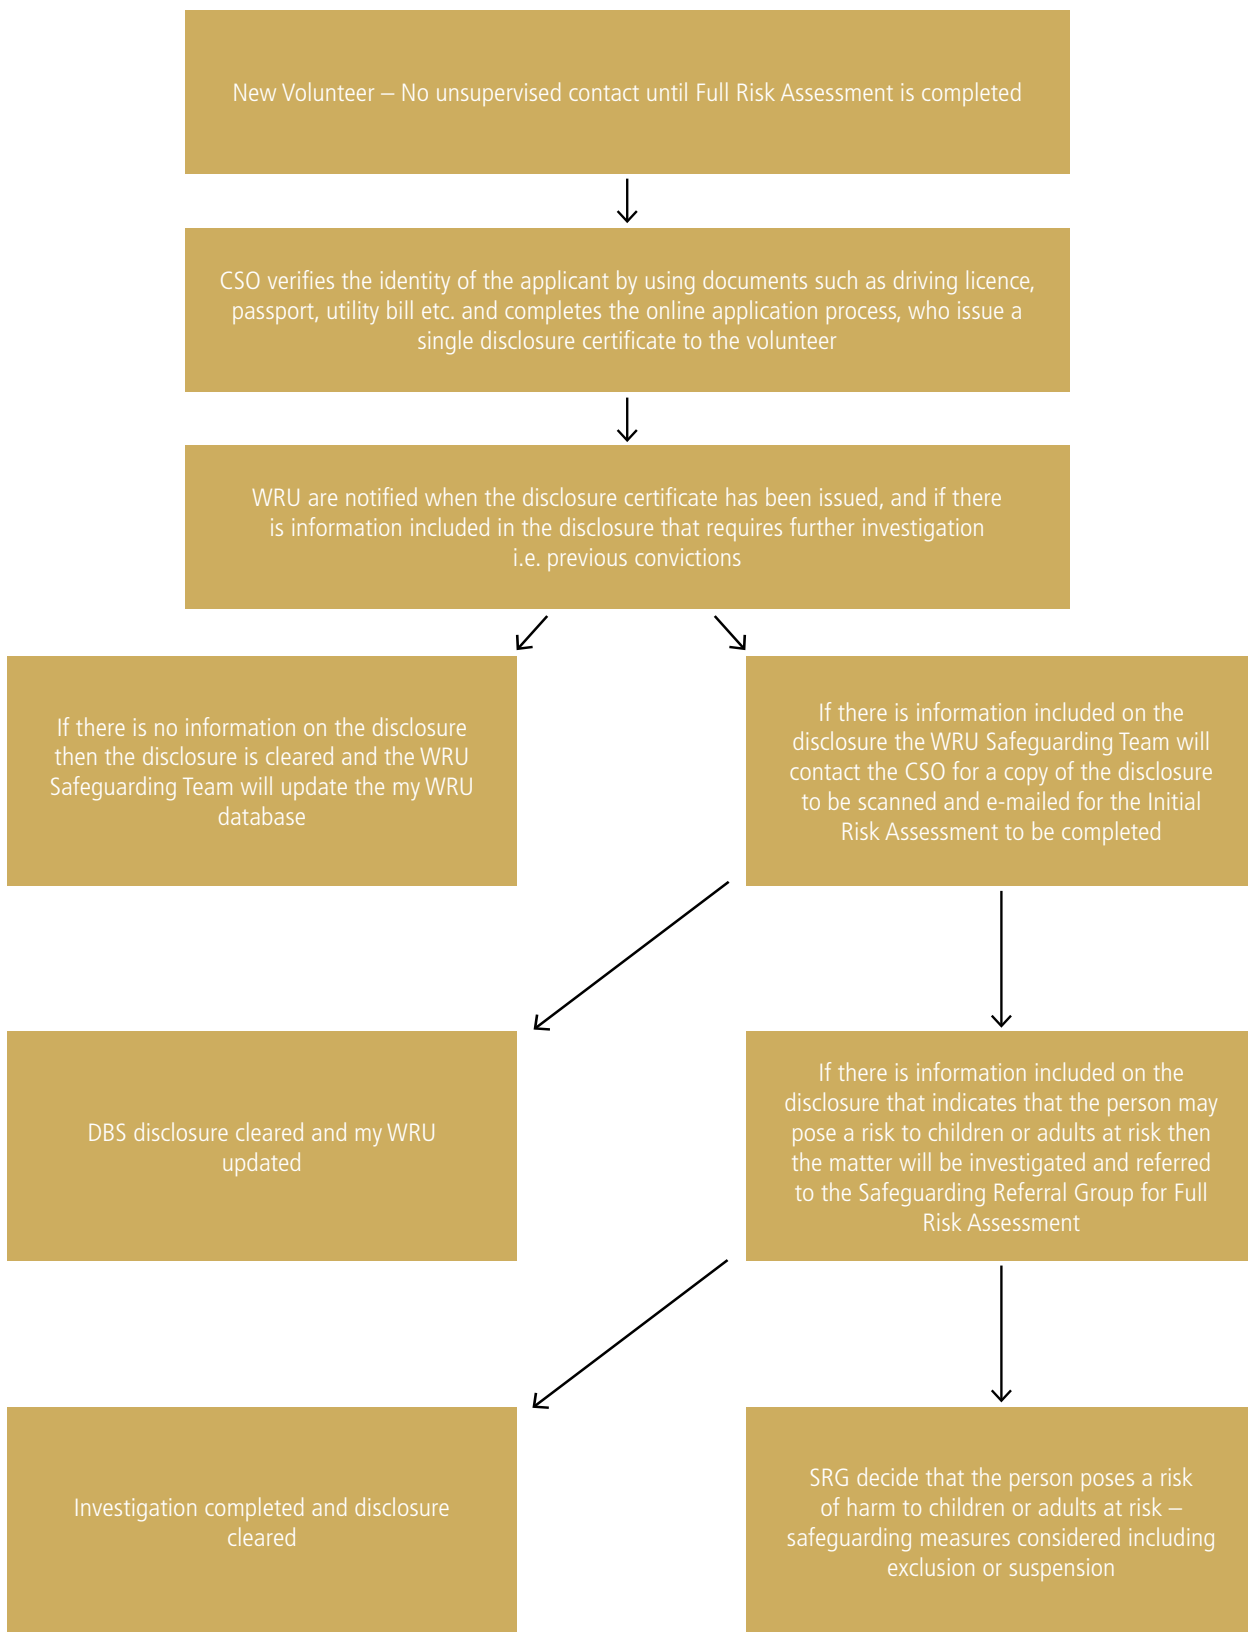 New Volunteer – No unsupervised contact until Full Risk Assessment is completed
CSO verifies the identity of the applicant by using documents such as driving licence,
passport, utility bill etc. and completes the online application process, who issue a
single disclosure certificate to the volunteer
WRU are notified when the disclosure certificate has been issued, and if there
is information included in the disclosure that requires further investigation
i.e. previous convictions
If there is no information on the disclosure
then the disclosure is cleared and the WRU
Safeguarding Team will update the my WRU
database
If there is information included on the
disclosure the WRU Safeguarding Team will
contact the CSO for a copy of the disclosure
to be scanned and e-mailed for the Initial
Risk Assessment to be completed
DBS disclosure cleared and my WRU
updated
If there is information included on the
disclosure that indicates that the person may
pose a risk to children or adults at risk then
the matter will be investigated and referred
to the Safeguarding Referral Group for Full
Risk Assessment
Investigation completed and disclosure
cleared
SRG decide that the person poses a risk
of harm to children or adults at risk –
safeguarding measures considered including
exclusion or suspension